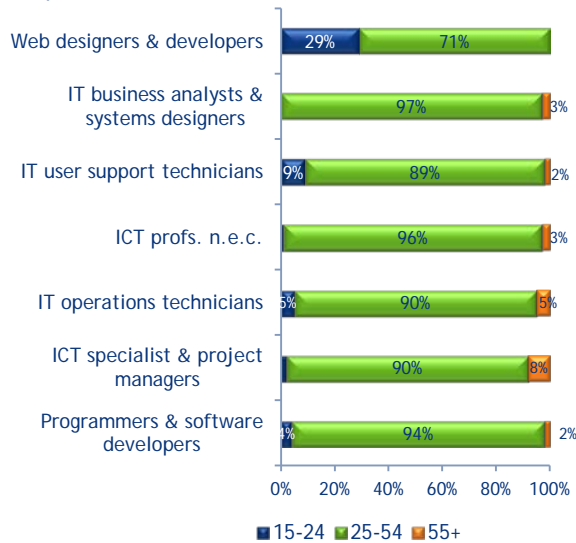 Web designers & developers
29%
71%
IT business analysts &
systems designers
97%
3%
IT user support technicians
9%
89%
2%
ICT profs. n.e.c.
96%
3%
IT operations technicians
5%
90%
5%
ICT specialist & project
managers
90%
8%
Programmers & software
developers
4%
94%
2%
0% 20% 40% 60% 80% 100%
15-24 25-54 55+